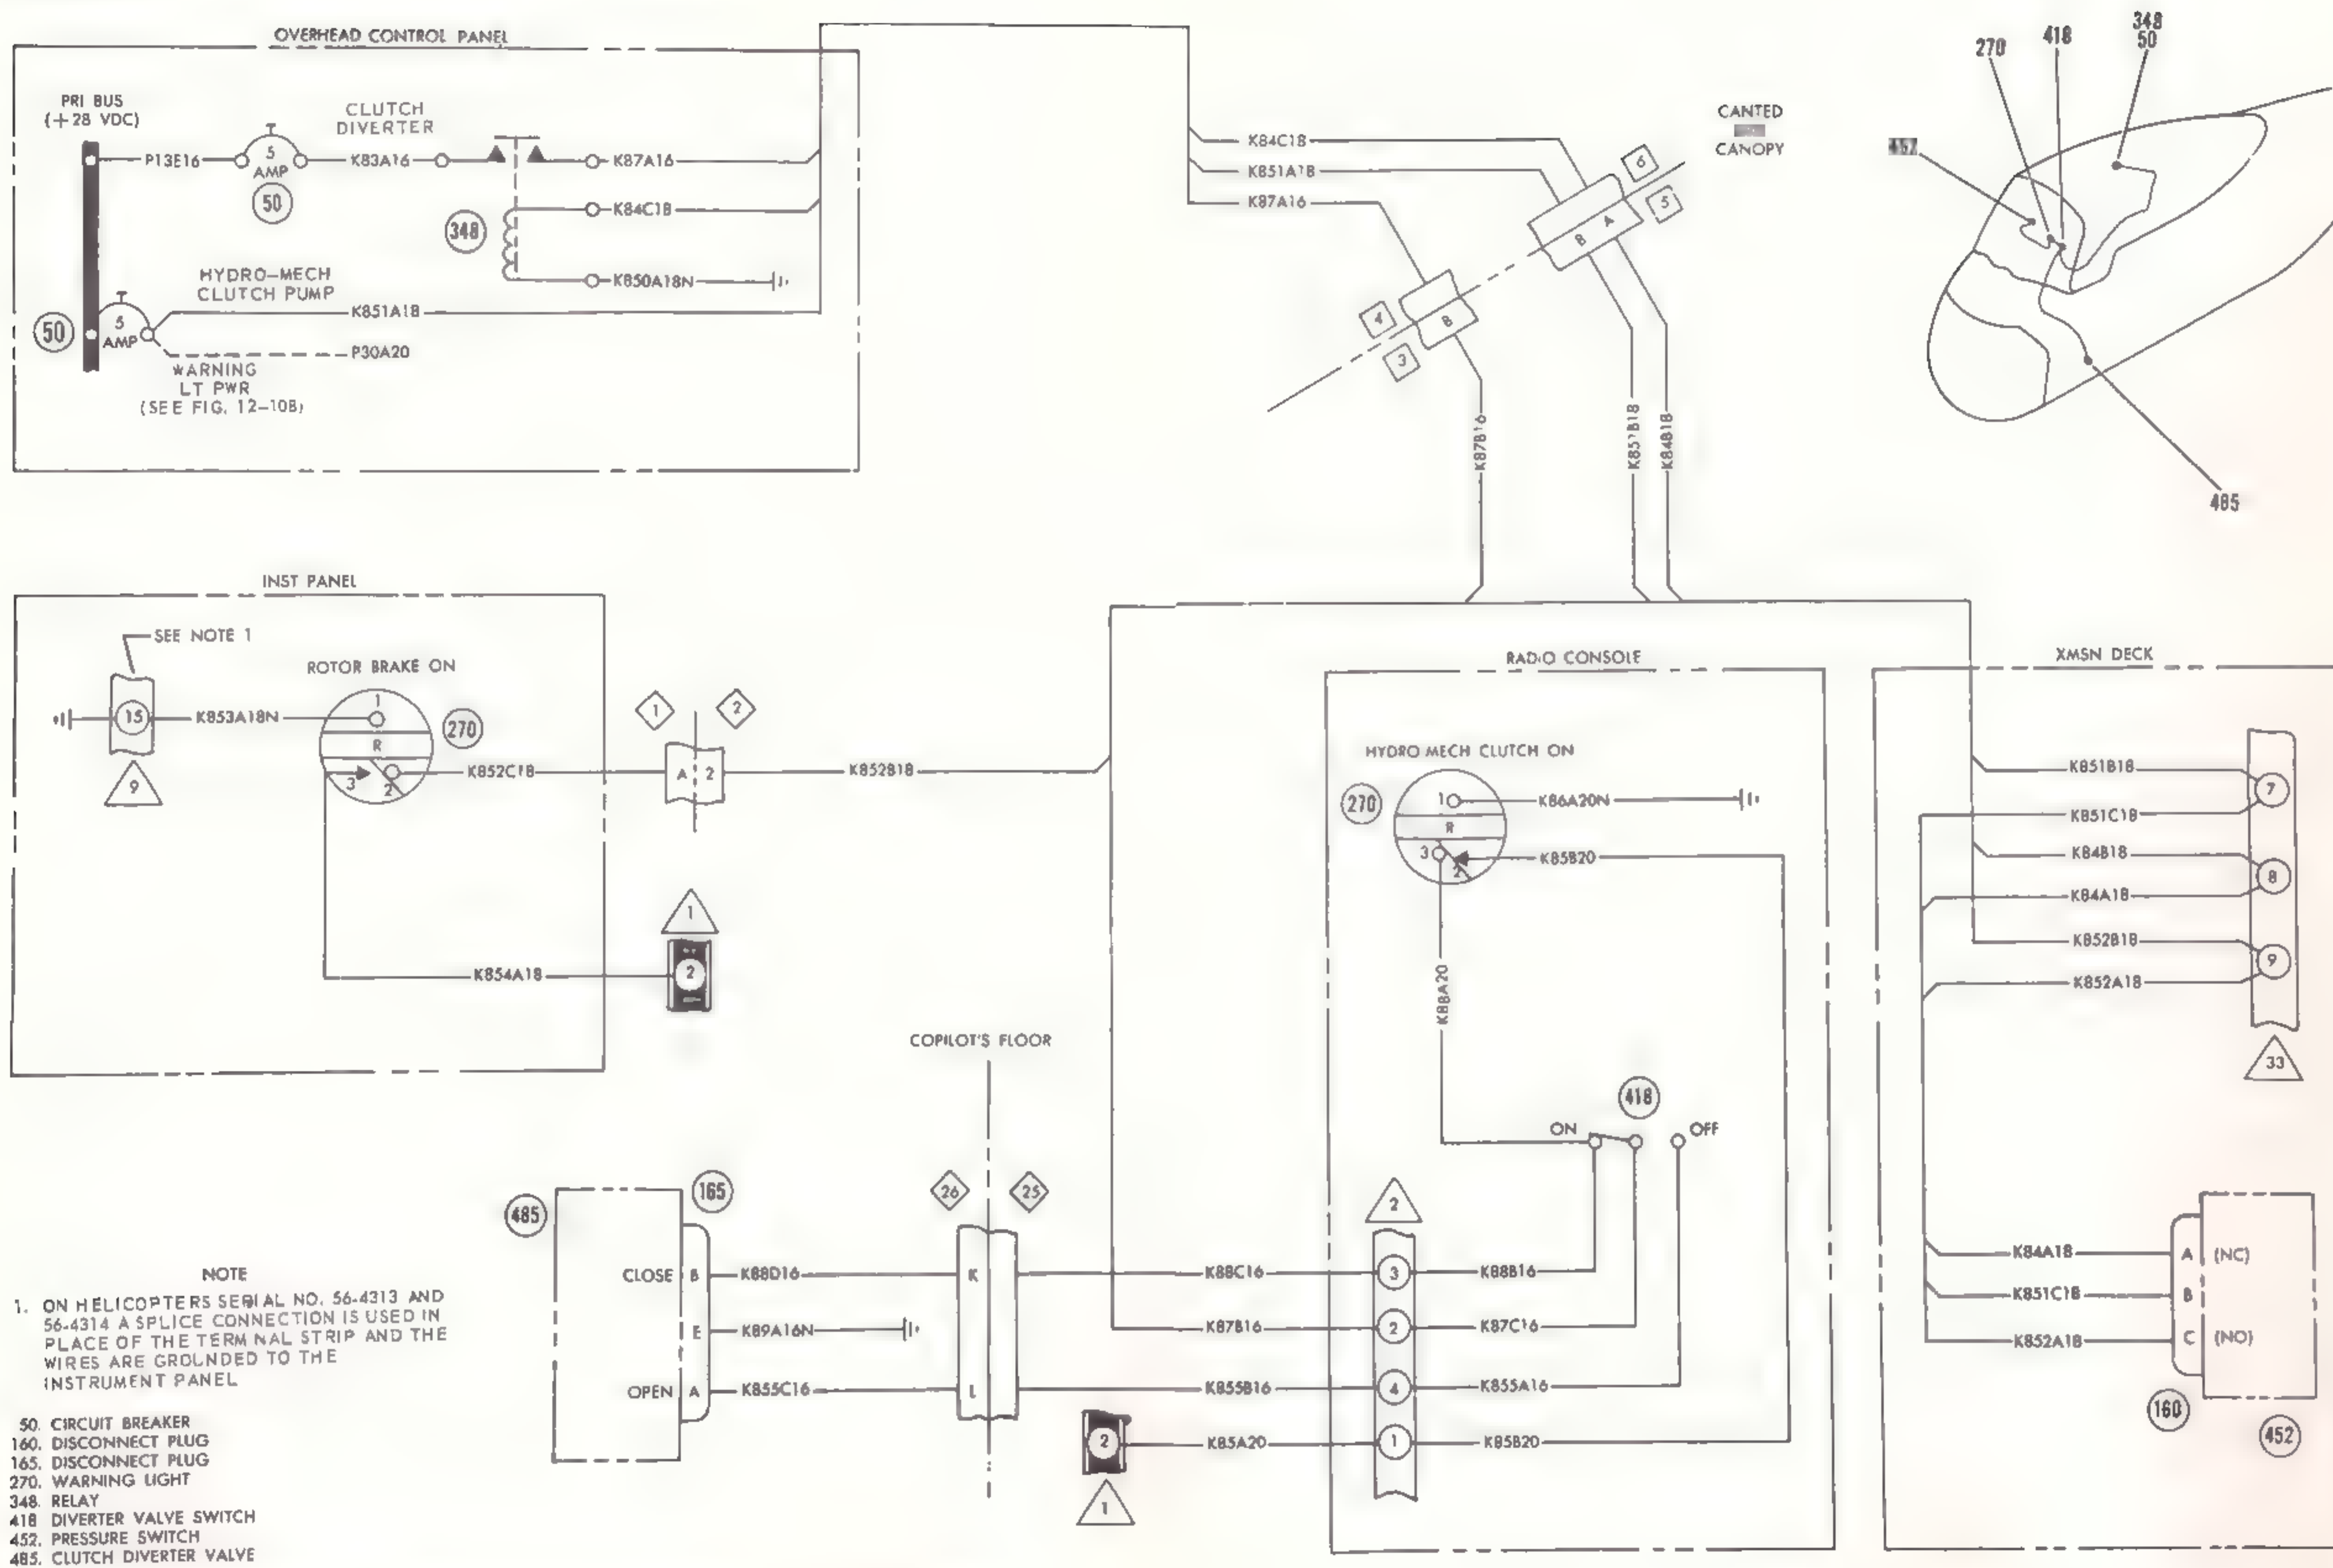 OVERHEAD CONTROL PANEL
PRI BUS
(+28 VDC)
P13E16
5
AMP
50
CLUTCH
DIVERTER
K83A16
K87A16
K84C18
348
K850A18N
HYDRO-MECH
CLUTCH PUMP
50
5
AMP
K851A18
P30A20
WARNING
LT PWR
(SEE FIG. 12-10B)
K84C18
K851A18
K87A16
CANTED
CANOPY
6
5
A
B
4
3
B
K87B16
K851B18
K84B18
270
418
348
50
485
INST PANEL
SEE NOTE 1
ROTOR BRAKE ON
15
K853A18N
1
R
3
2
270
9
K852C18
1
2
A
2
K852B18
K854A18
1
2
RADIO CONSOLE
HYDRO MECH CLUTCH ON
270
1
R
3
2
K86A20N
K85B20
K88A20
418
ON
OFF
XMSN DECK
K851B18
7
K851C18
K84B18
8
K84A18
K852B18
9
K852A18
33
COPILOT'S FLOOR
26
25
485
165
CLOSE
B
K88D16
K
K88C16
3
K88B16
E
K89A16N
K87B16
2
K87C16
OPEN
A
K855C16
L
K855B16
4
K855A16
2
K85A20
1
K85B20
1
2
K84A18
A
(NC)
K851C18
B
K852A18
C
(NO)
160
452
NOTE
1. ON HELICOPTERS SERIAL NO. 56-4313 AND
56-4314 A SPLICE CONNECTION IS USED IN
PLACE OF THE TERM NAL STRIP AND THE
WIRES ARE GROUNDED TO THE
INSTRUMENT PANEL
50. CIRCUIT BREAKER
160. DISCONNECT PLUG
165. DISCONNECT PLUG
270. WARNING LIGHT
348. RELAY
418 DIVERTER VALVE SWITCH
452. PRESSURE SWITCH
485. CLUTCH DIVERTER VALVE